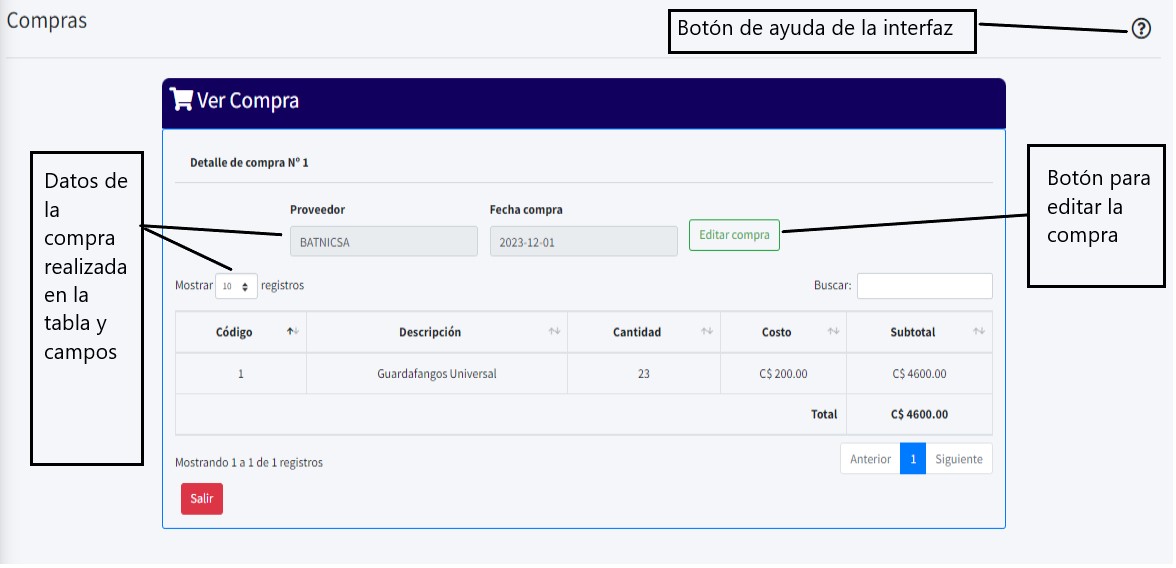 Compras
Botón de ayuda de la interfaz
Ver Compra
Detalle de compra Nº 1
Datos de
la
compra
realizada
en la
tabla y
campos
Botón para
editar la
compra
Proveedor Fecha compra
BATNICSA 2023-12-01 Editar compra
Mostrar 10 registros Buscar:
Código Descripción Cantidad Costo Subtotal
1 Guardafangos Universal 23 C$ 200.00 C$ 4600.00
Total C$ 4600.00
Mostrando 1 a 1 de 1 registros Anterior 1 Siguiente
Salir